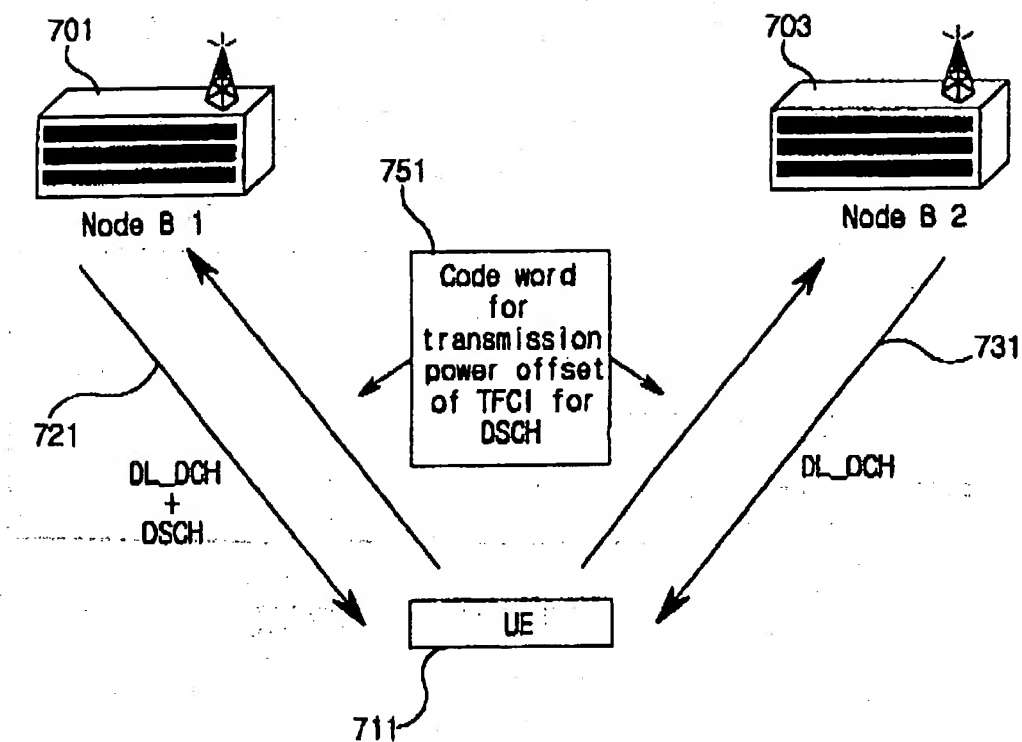 701
703
Node B 1
Node B 2
751
Code word
for
transmission
power offset
of TFCI for
DSCH
721
731
DL_DCH
+
DSCH
DL_DCH
UE
711